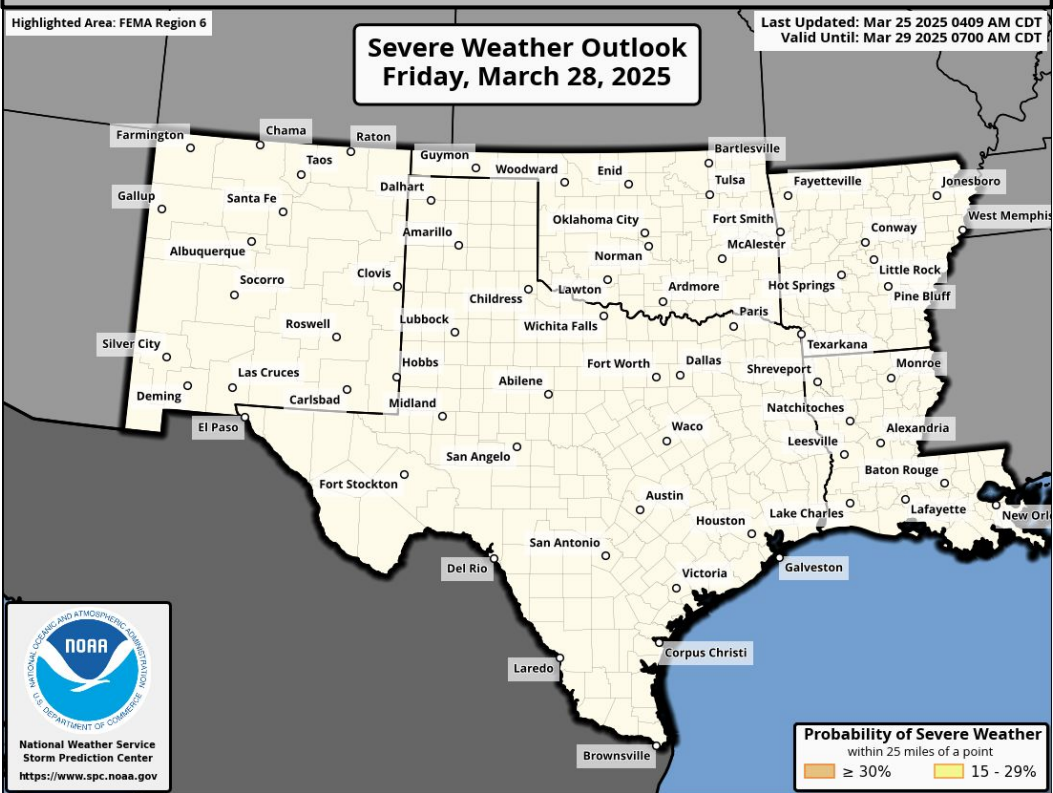 Highlighted Area: FEMA Region 6
Last Updated: Mar 25 2025 0409 AM CDT
Valid Until: Mar 29 2025 0700 AM CDT
Severe Weather Outlook
Friday, March 28, 2025
Farmington
Chama
Raton
Taos
Guymon
Woodward
Enid
Bartlesville
Tulsa
Fayetteville
Jonesboro
Gallup
Santa Fe
Dalhart
Oklahoma City
Fort Smith
West Memphis
Albuquerque
Amarillo
Norman
McAlester
Conway
Socorro
Clovis
Childress
Lawton
Ardmore
Hot Springs
Little Rock
Pine Bluff
Roswell
Lubbock
Wichita Falls
Paris
Texarkana
Silver City
Las Cruces
Hobbs
Fort Worth
Dallas
Shreveport
Monroe
Deming
Carlsbad
Midland
Abilene
Natchitoches
El Paso
San Angelo
Waco
Leesville
Alexandria
Fort Stockton
Baton Rouge
Austin
Houston
Lake Charles
Lafayette
New Orl
Del Rio
San Antonio
Victoria
Galveston
Laredo
Corpus Christi
Brownsville
NATIONAL OCEANIC AND ATMOSPHERIC ADMINISTRATION
NOAA
U.S. DEPARTMENT OF COMMERCE
National Weather Service
Storm Prediction Center
https://www.spc.noaa.gov
Probability of Severe Weather
within 25 miles of a point
≥ 30%
15 - 29%